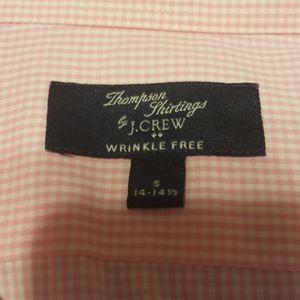 Thompson
Shirtings
by J.CREW
WRINKLE FREE
S
14-14½